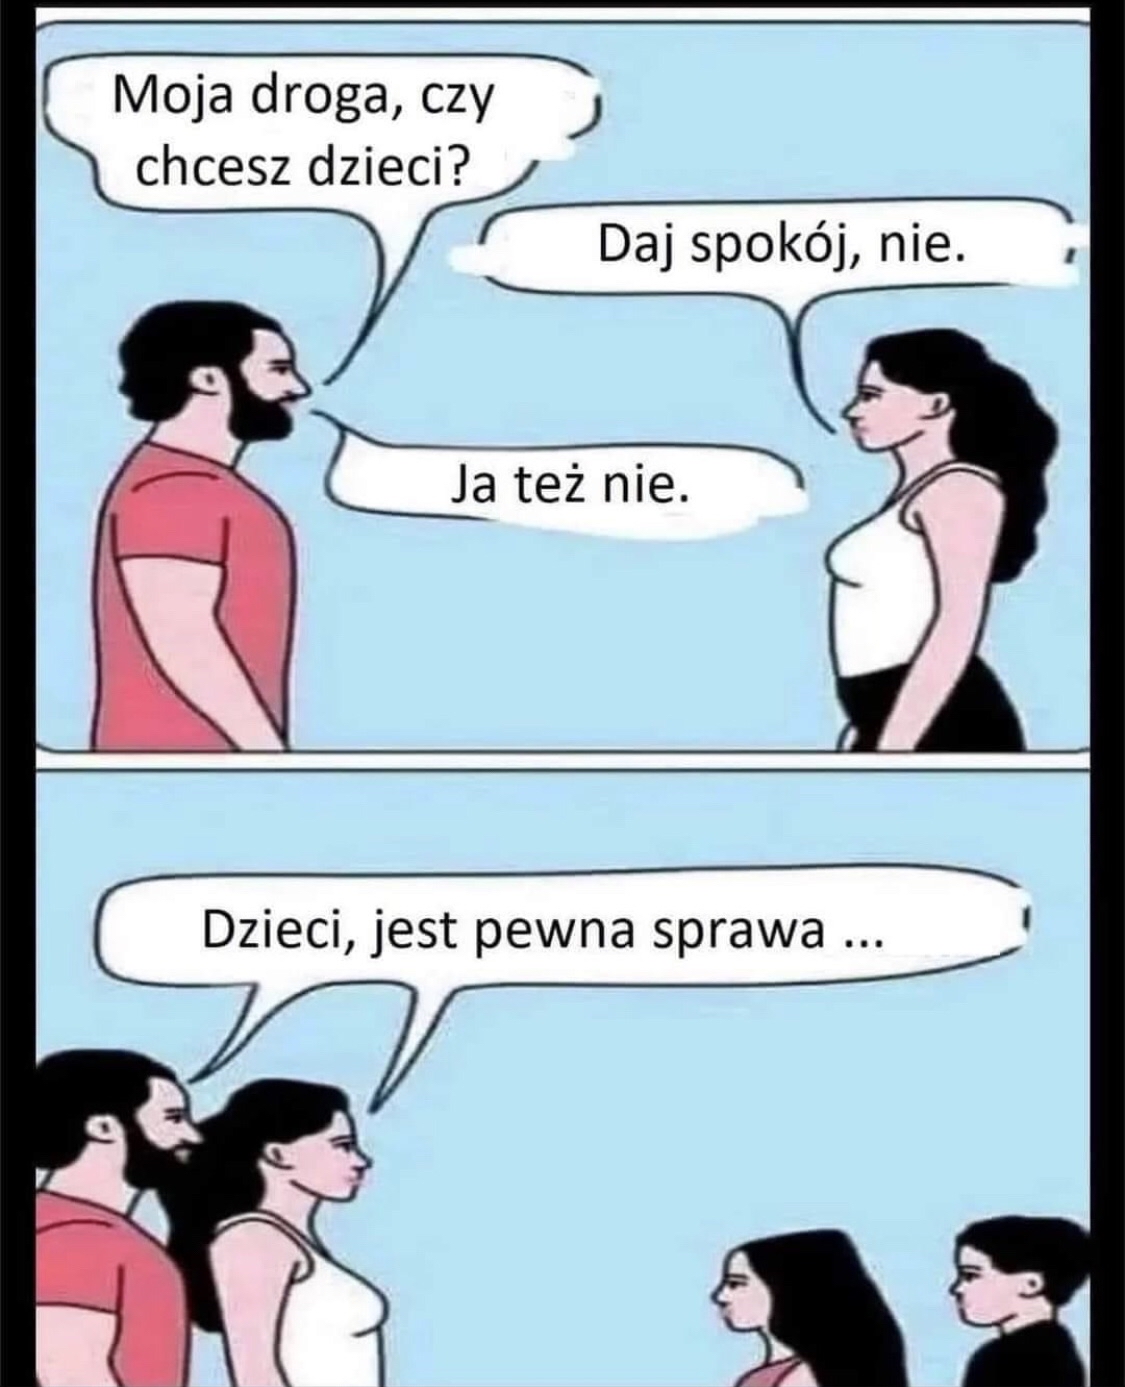 Moja droga, czy
chcesz dzieci?
Daj spokój, nie.
Ja też nie.
Dzieci, jest pewna sprawa ...